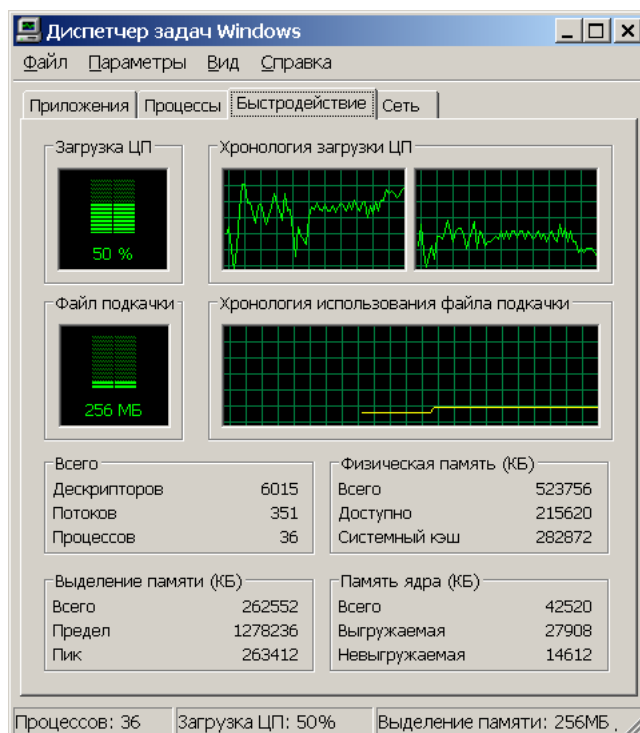 Диспетчер задач Windows
Файл Параметры Вид Справка
Приложения Процессы Быстродействие Сеть
Загрузка ЦП
50 %
Хронология загрузки ЦП
Файл подкачки
256 МБ
Хронология использования файла подкачки
Всего
Дескрипторов 6015
Потоков 351
Процессов 36
Физическая память (КБ)
Всего 523756
Доступно 215620
Системный кэш 282872
Выделение памяти (КБ)
Всего 262552
Предел 1278236
Пик 263412
Память ядра (КБ)
Всего 42520
Выгружаемая 27908
Невыгружаемая 14612
Процессов: 36 Загрузка ЦП: 50% Выделение памяти: 256МБ